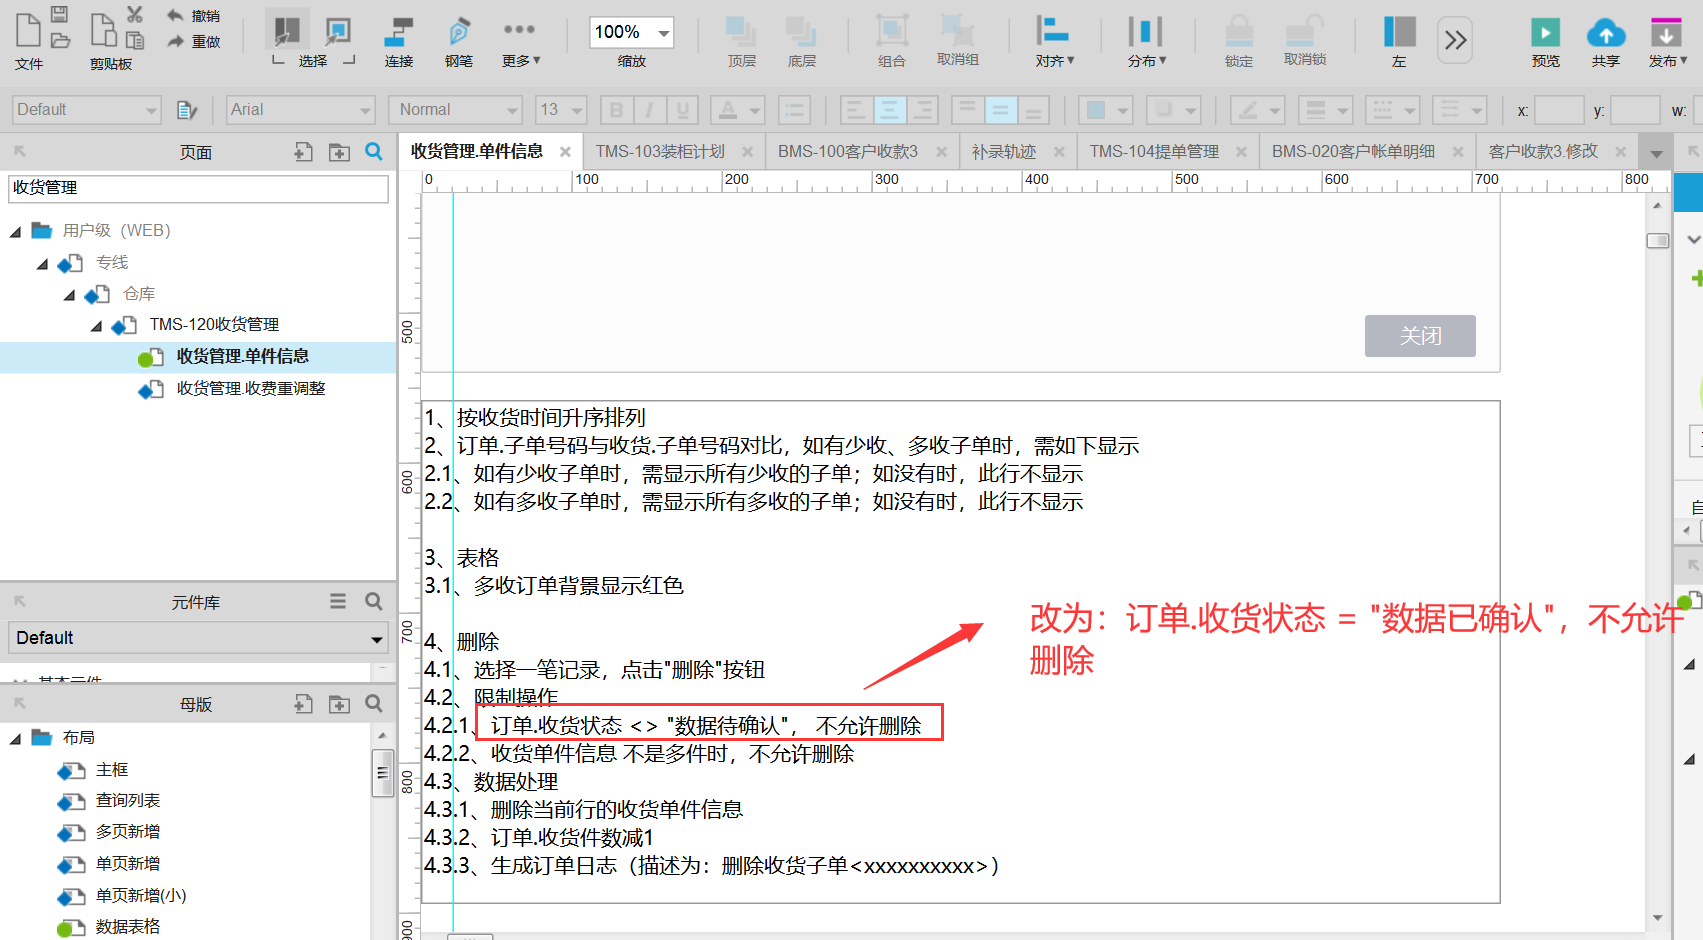 撤销
重做
文件
剪贴板
选择
连接
钢笔
更多▼
100%
缩放
顶层
底层
组合
取消组
对齐▼
分布▼
锁定
取消锁
左
预览
共享
发布▼
Default
Arial
Normal
13
B
I
U
A
x:
y:
w:
页面
收货管理
用户级（WEB）
专线
仓库
TMS-120收货管理
收货管理.单件信息
收货管理.收费重调整
元件库
Default
母版
布局
主框
查询列表
多页新增
单页新增
单页新增(小)
数据表格
收货管理.单件信息
TMS-103装柜计划
BMS-100客户收款3
补录轨迹
TMS-104提单管理
BMS-020客户帐单明细
客户收款3.修改
0 100 200 300 400 500 600 700 800
500
600
700
800
关闭
1、按收货时间升序排列
2、订单.子单号码与收货.子单号码对比，如有少收、多收子单时，需如下显示
2.1、如有少收子单时，需显示所有少收的子单；如没有时，此行不显示
2.2、如有多收子单时，需显示所有多收的子单；如没有时，此行不显示
3、表格
3.1、多收订单背景显示红色
4、删除
4.1、选择一笔记录，点击"删除"按钮
4.2、限制操作
4.2.1、订单.收货状态 <> "数据待确认"， 不允许删除
4.2.2、收货单件信息 不是多件时，不允许删除
4.3、数据处理
4.3.1、删除当前行的收货单件信息
4.3.2、订单.收货件数减1
4.3.3、生成订单日志（描述为：删除收货子单<xxxxxxxxxx>）
改为：订单.收货状态 = "数据已确认"，不允许
删除